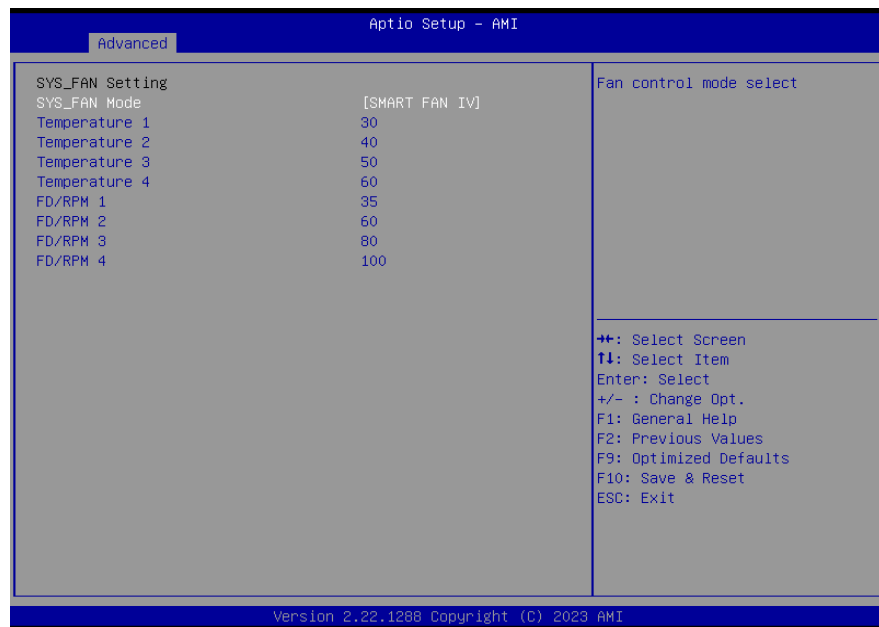 Aptio Setup – AMI
Advanced
SYS_FAN Setting
SYS_FAN Mode [SMART FAN IV]
Temperature 1 30
Temperature 2 40
Temperature 3 50
Temperature 4 60
FD/RPM 1 35
FD/RPM 2 60
FD/RPM 3 80
FD/RPM 4 100
Fan control mode select
→←: Select Screen
↑↓: Select Item
Enter: Select
+/- : Change Opt.
F1: General Help
F2: Previous Values
F9: Optimized Defaults
F10: Save & Reset
ESC: Exit
Version 2.22.1288 Copyright (C) 2023 AMI